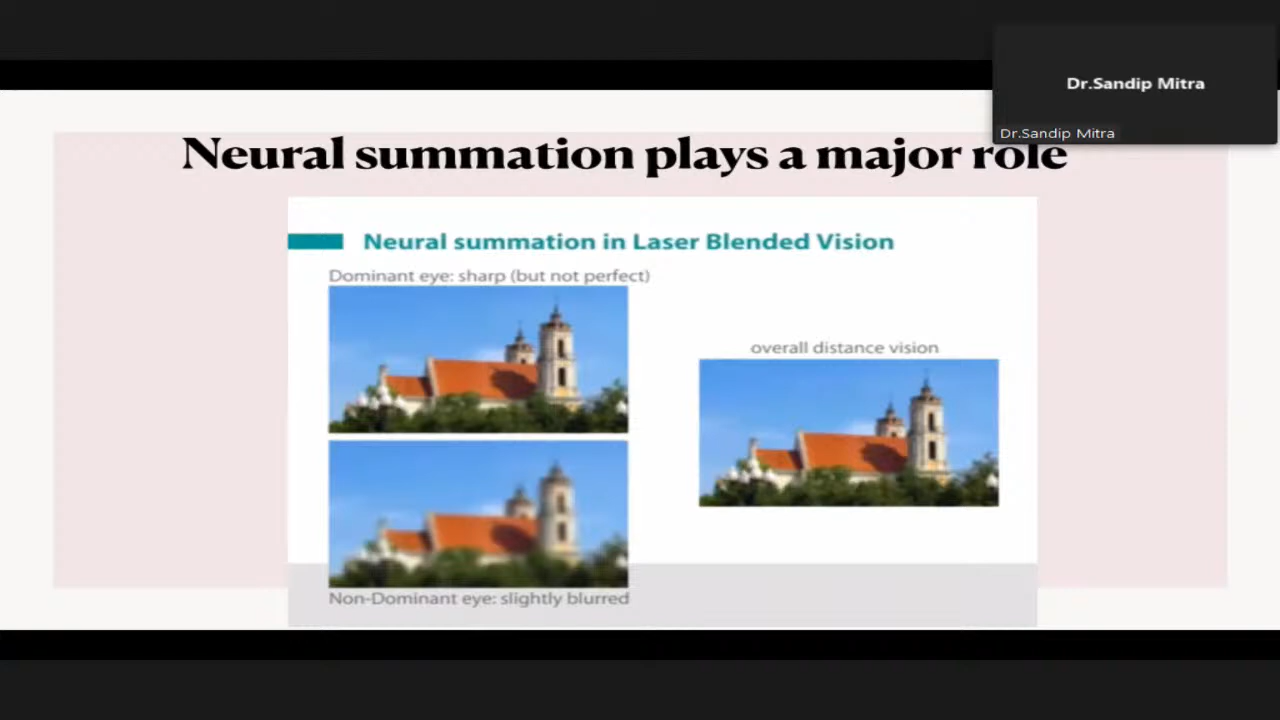 Dr.Sandip Mitra
Dr.Sandip Mitra
Neural summation plays a major role
Neural summation in Laser Blended Vision
Dominant eye: sharp (but not perfect)
overall distance vision
Non-Dominant eye: slightly blurred